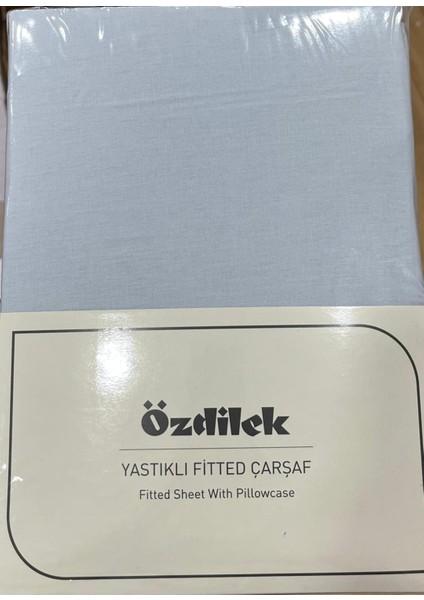 Özdilek
YASTIKLI FİTTED ÇARŞAF
Fitted Sheet With Pillowcase